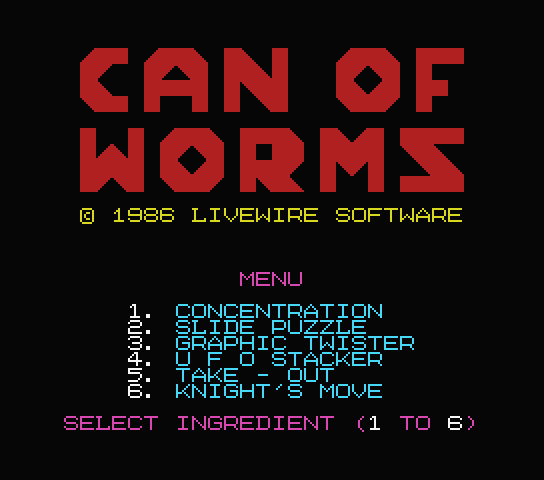 CAN OF
WORMS
© 1986 LIVEWIRE SOFTWARE
MENU
1. CONCENTRATION
2. SLIDE PUZZLE
3. GRAPHIC TWISTER
4. U F O STACKER
5. TAKE - OUT
6. KNIGHT'S MOVE
SELECT INGREDIENT (1 TO 6)